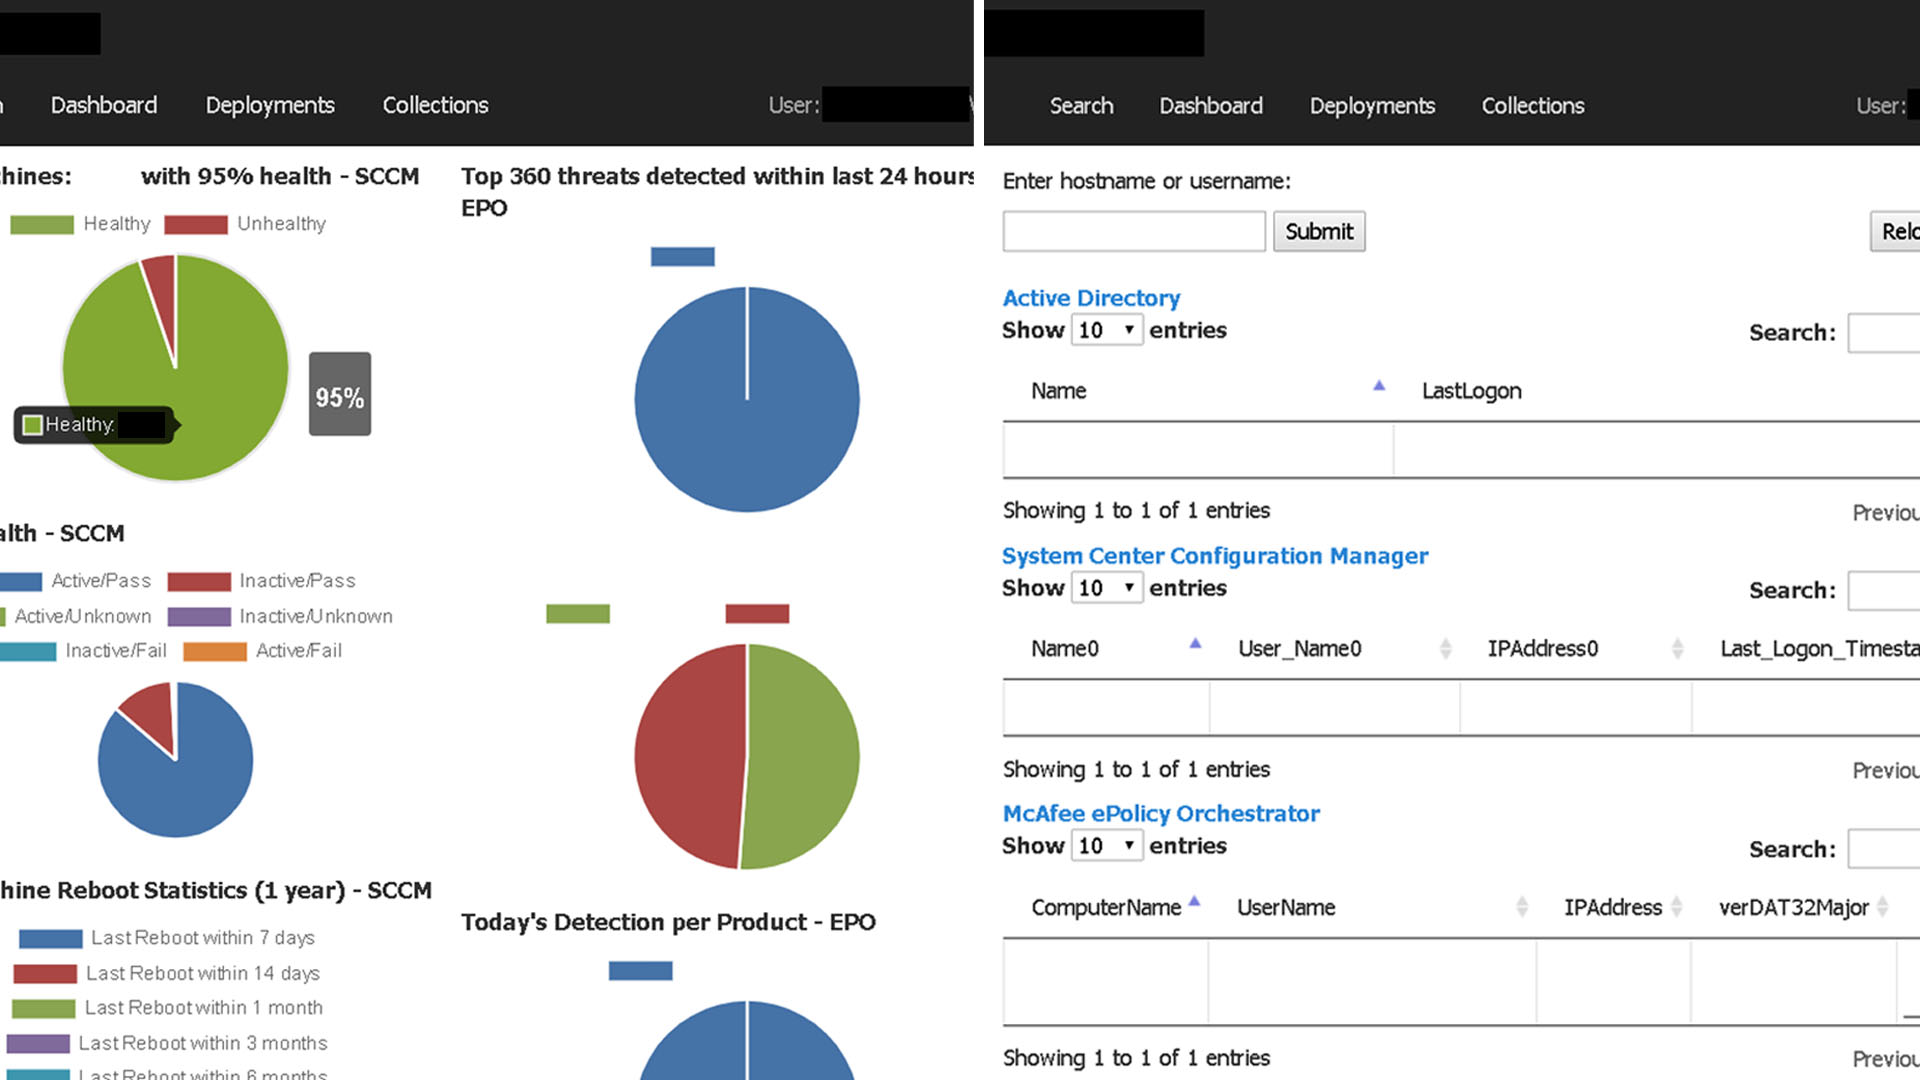 Dashboard Deployments Collections User:
hines: with 95% health - SCCM
Healthy Unhealthy
95%
Healthy:
alth - SCCM
Active/Pass Inactive/Pass
Active/Unknown Inactive/Unknown
Inactive/Fail Active/Fail
hine Reboot Statistics (1 year) - SCCM
Last Reboot within 7 days
Last Reboot within 14 days
Last Reboot within 1 month
Last Reboot within 3 months
Last Reboot within 6 months
Top 360 threats detected within last 24 hours
EPO
Today's Detection per Product - EPO
Search Dashboard Deployments Collections User:
Enter hostname or username:
Submit Relo
Active Directory
Show 10 entries Search:
Name LastLogon
Showing 1 to 1 of 1 entries Previou
System Center Configuration Manager
Show 10 entries Search:
Name0 User_Name0 IPAddress0 Last_Logon_Timesta
Showing 1 to 1 of 1 entries Previou
McAfee ePolicy Orchestrator
Show 10 entries Search:
ComputerName UserName IPAddress verDAT32Major
Showing 1 to 1 of 1 entries Previou